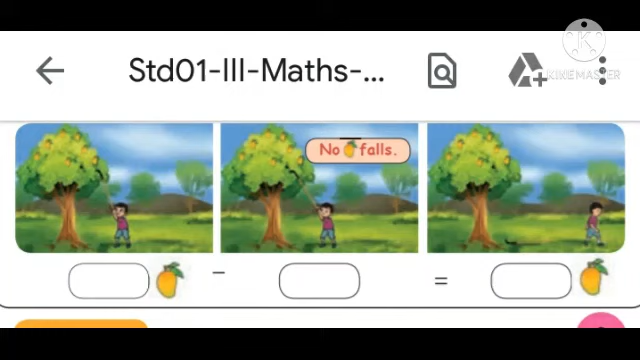 KINEMASTER
Std01-III-Maths-...
No falls.
− =